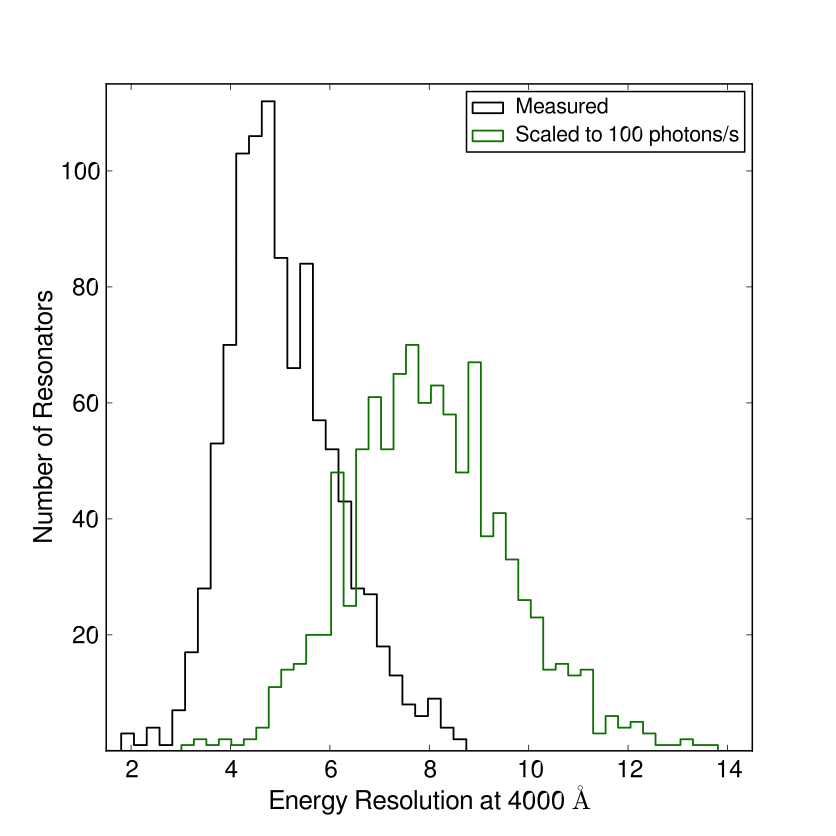 Measured
Scaled to 100 photons/s
100
80
60
40
20
Number of Resonators
2 4 6 8 10 12 14
Energy Resolution at 4000 Å